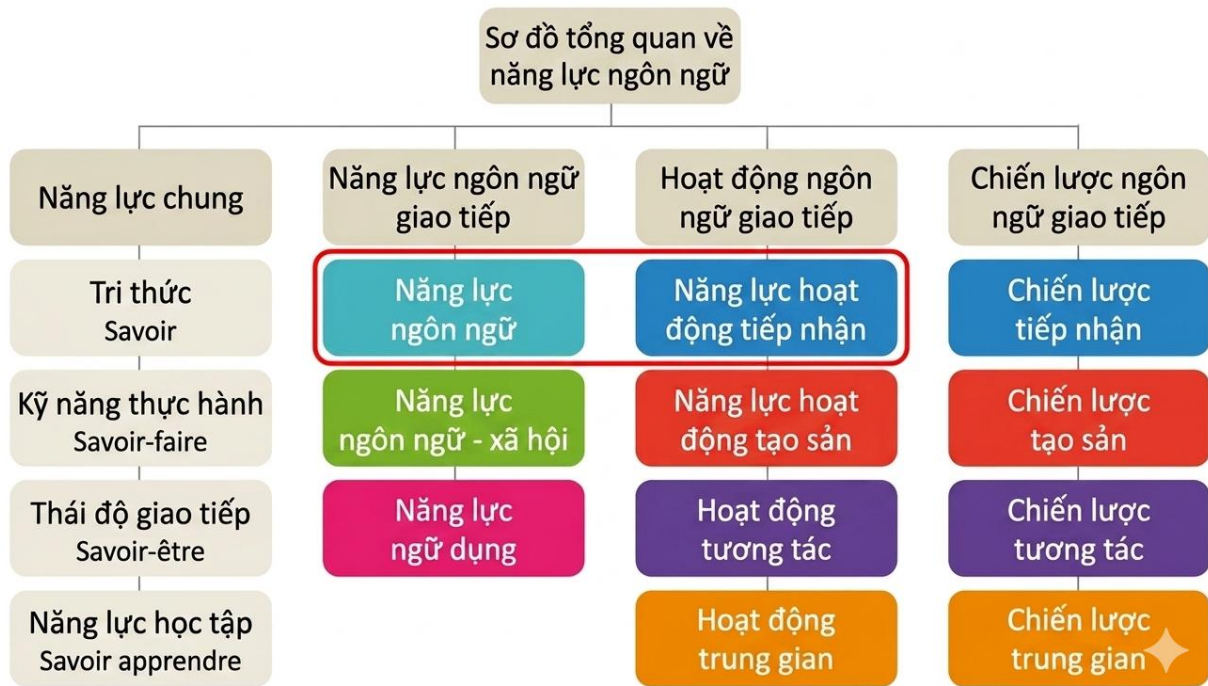 Sơ đồ tổng quan về
năng lực ngôn ngữ
Năng lực chung
Tri thức
Savoir
Kỹ năng thực hành
Savoir-faire
Thái độ giao tiếp
Savoir-être
Năng lực học tập
Savoir apprendre
Năng lực ngôn ngữ
giao tiếp
Năng lực
ngôn ngữ
Năng lực
ngôn ngữ - xã hội
Năng lực
ngữ dụng
Hoạt động ngôn
ngữ giao tiếp
Năng lực hoạt
động tiếp nhận
Năng lực hoạt
động tạo sản
Hoạt động
tương tác
Hoạt động
trung gian
Chiến lược ngôn
ngữ giao tiếp
Chiến lược
tiếp nhận
Chiến lược
tạo sản
Chiến lược
tương tác
Chiến lược
trung gian